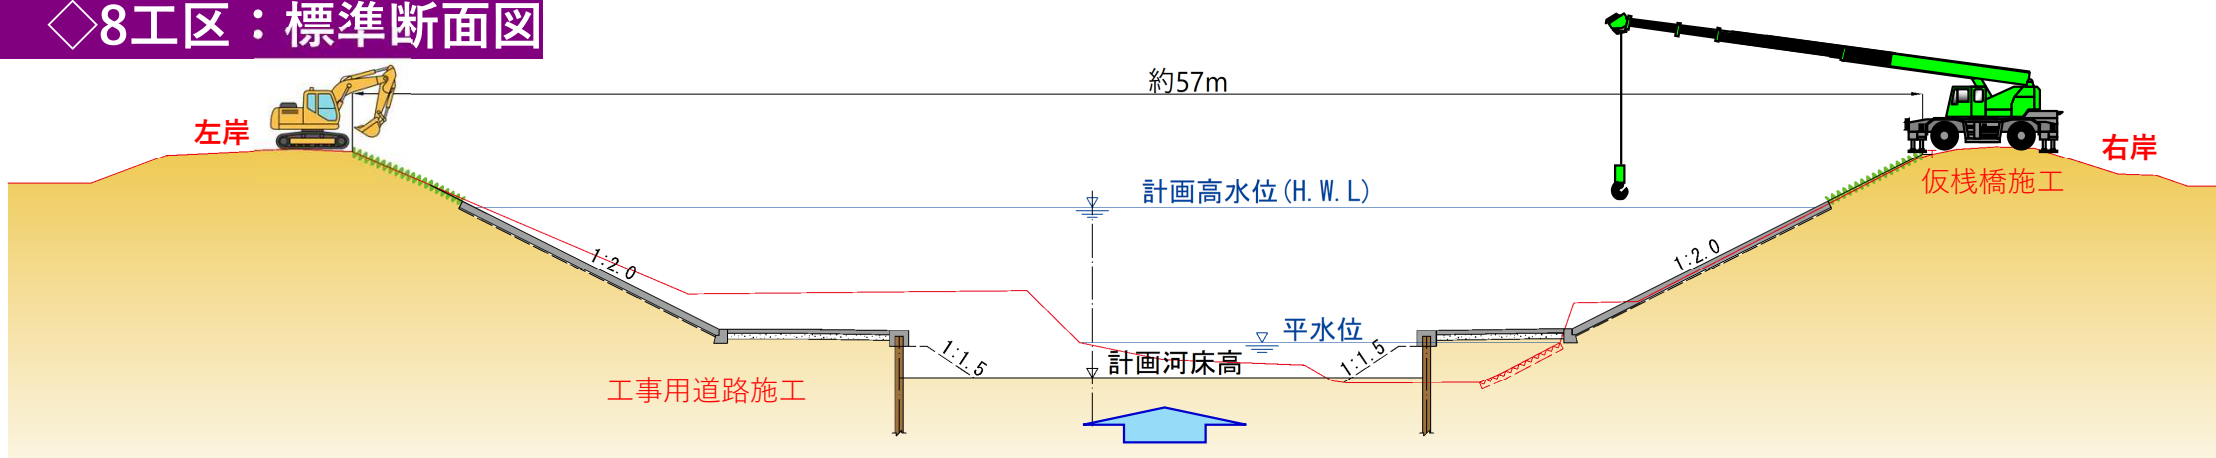 ◇8工区：標準断面図
約57m
左岸
右岸
計画高水位(H.W.L)
仮桟橋施工
1:2.0
1:2.0
平水位
1:1.5
計画河床高
1:1.5
工事用道路施工